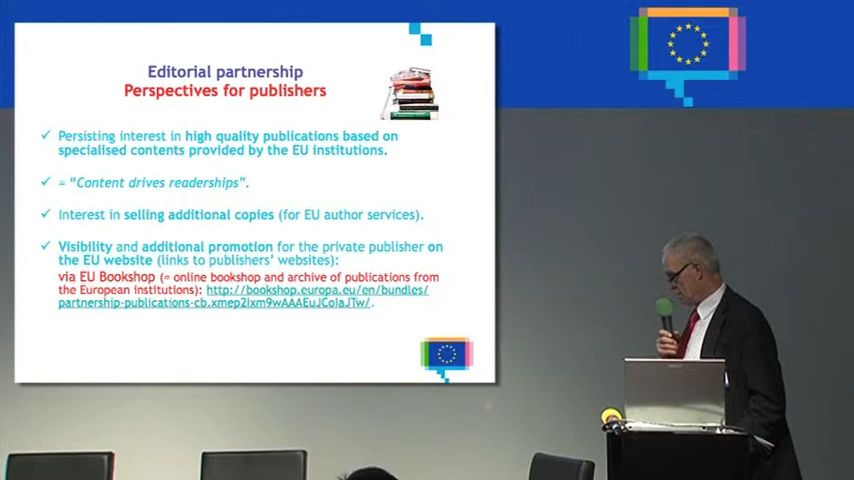 Editorial partnership
Perspectives for publishers
✓ Persisting interest in high quality publications based on
specialised contents provided by the EU institutions.
✓ = "Content drives readerships".
✓ Interest in selling additional copies (for EU author services).
✓ Visibility and additional promotion for the private publisher on
the EU website (links to publishers' websites):
via EU Bookshop (= online bookshop and archive of publications from
the European institutions): http://bookshop.europa.eu/en/bundles/
partnership-publications-cb.xmep2Ixm9wAAAEuJCoIaJTw/.